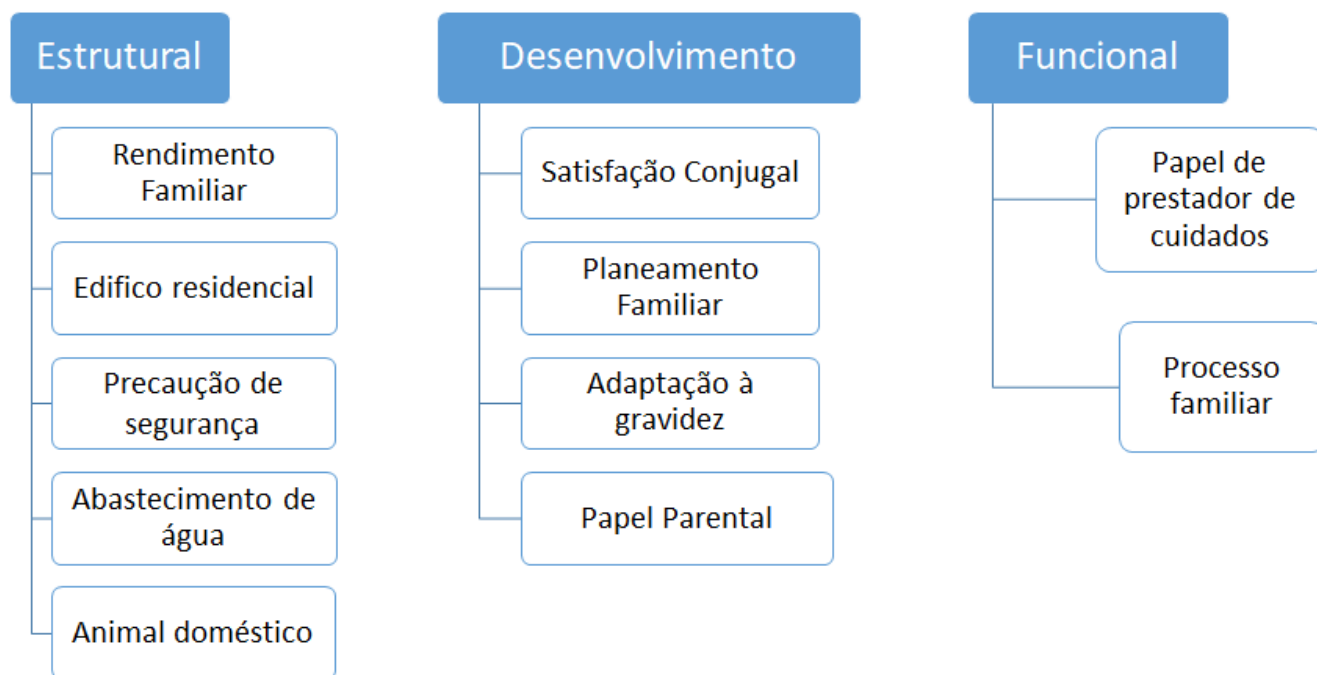 Estrutural
Rendimento
Familiar
Edifico residencial
Precaução de
segurança
Abastecimento de
água
Animal doméstico
Desenvolvimento
Satisfação Conjugal
Planeamento
Familiar
Adaptação à
gravidez
Papel Parental
Funcional
Papel de
prestador de
cuidados
Processo
familiar